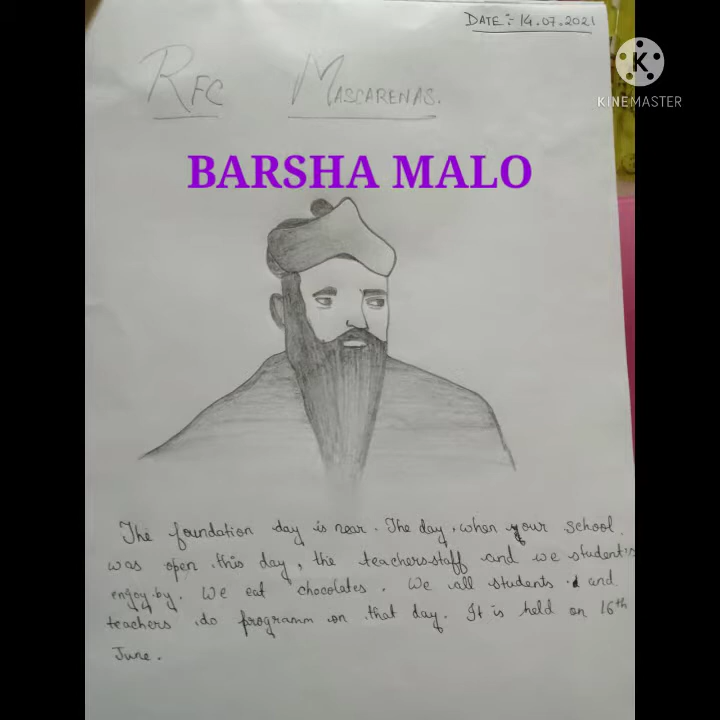 DATE :- 14.07.2021
KINEMASTER
RFC MASCARENAS.
BARSHA MALO
The foundation day is near. The day, when your school
was open this day, the teachers staff and we student's
enjoy by. We eat chocolates. We all students and
teachers do programm on that day. It is held on 16th
June.